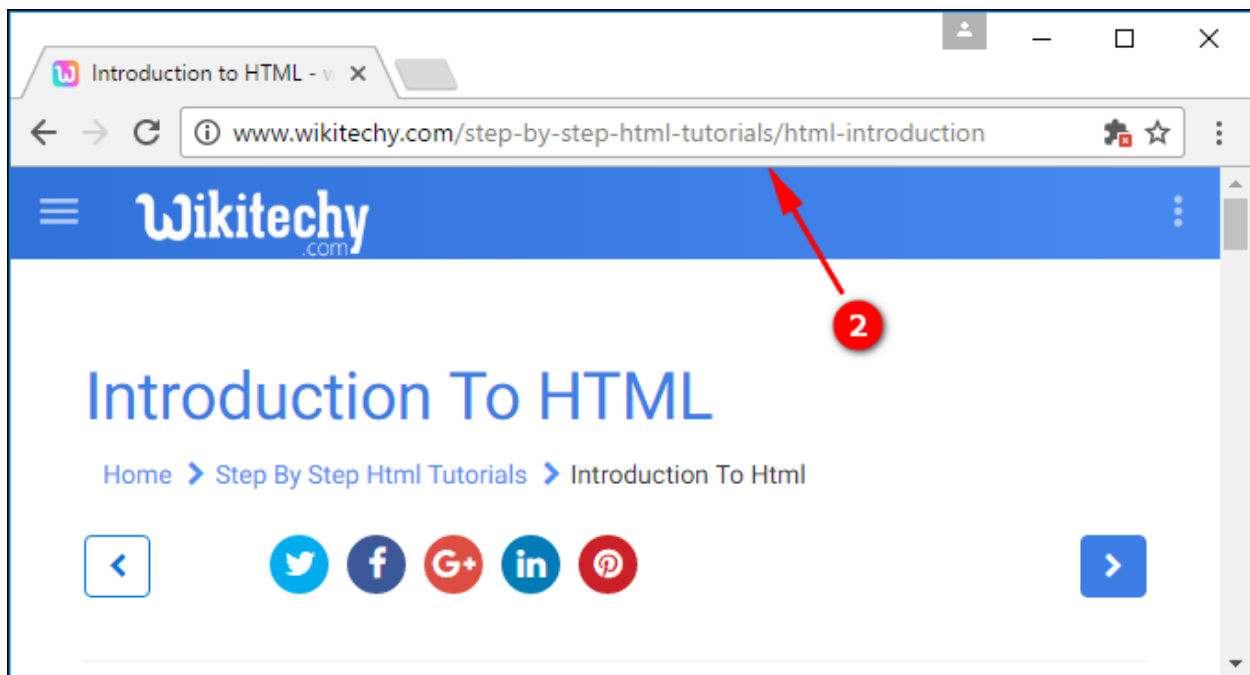 Introduction to HTML - w
www.wikitechy.com/step-by-step-html-tutorials/html-introduction
Wikitechy
.com
2
Introduction To HTML
Home Step By Step Html Tutorials Introduction To Html
f G+ in